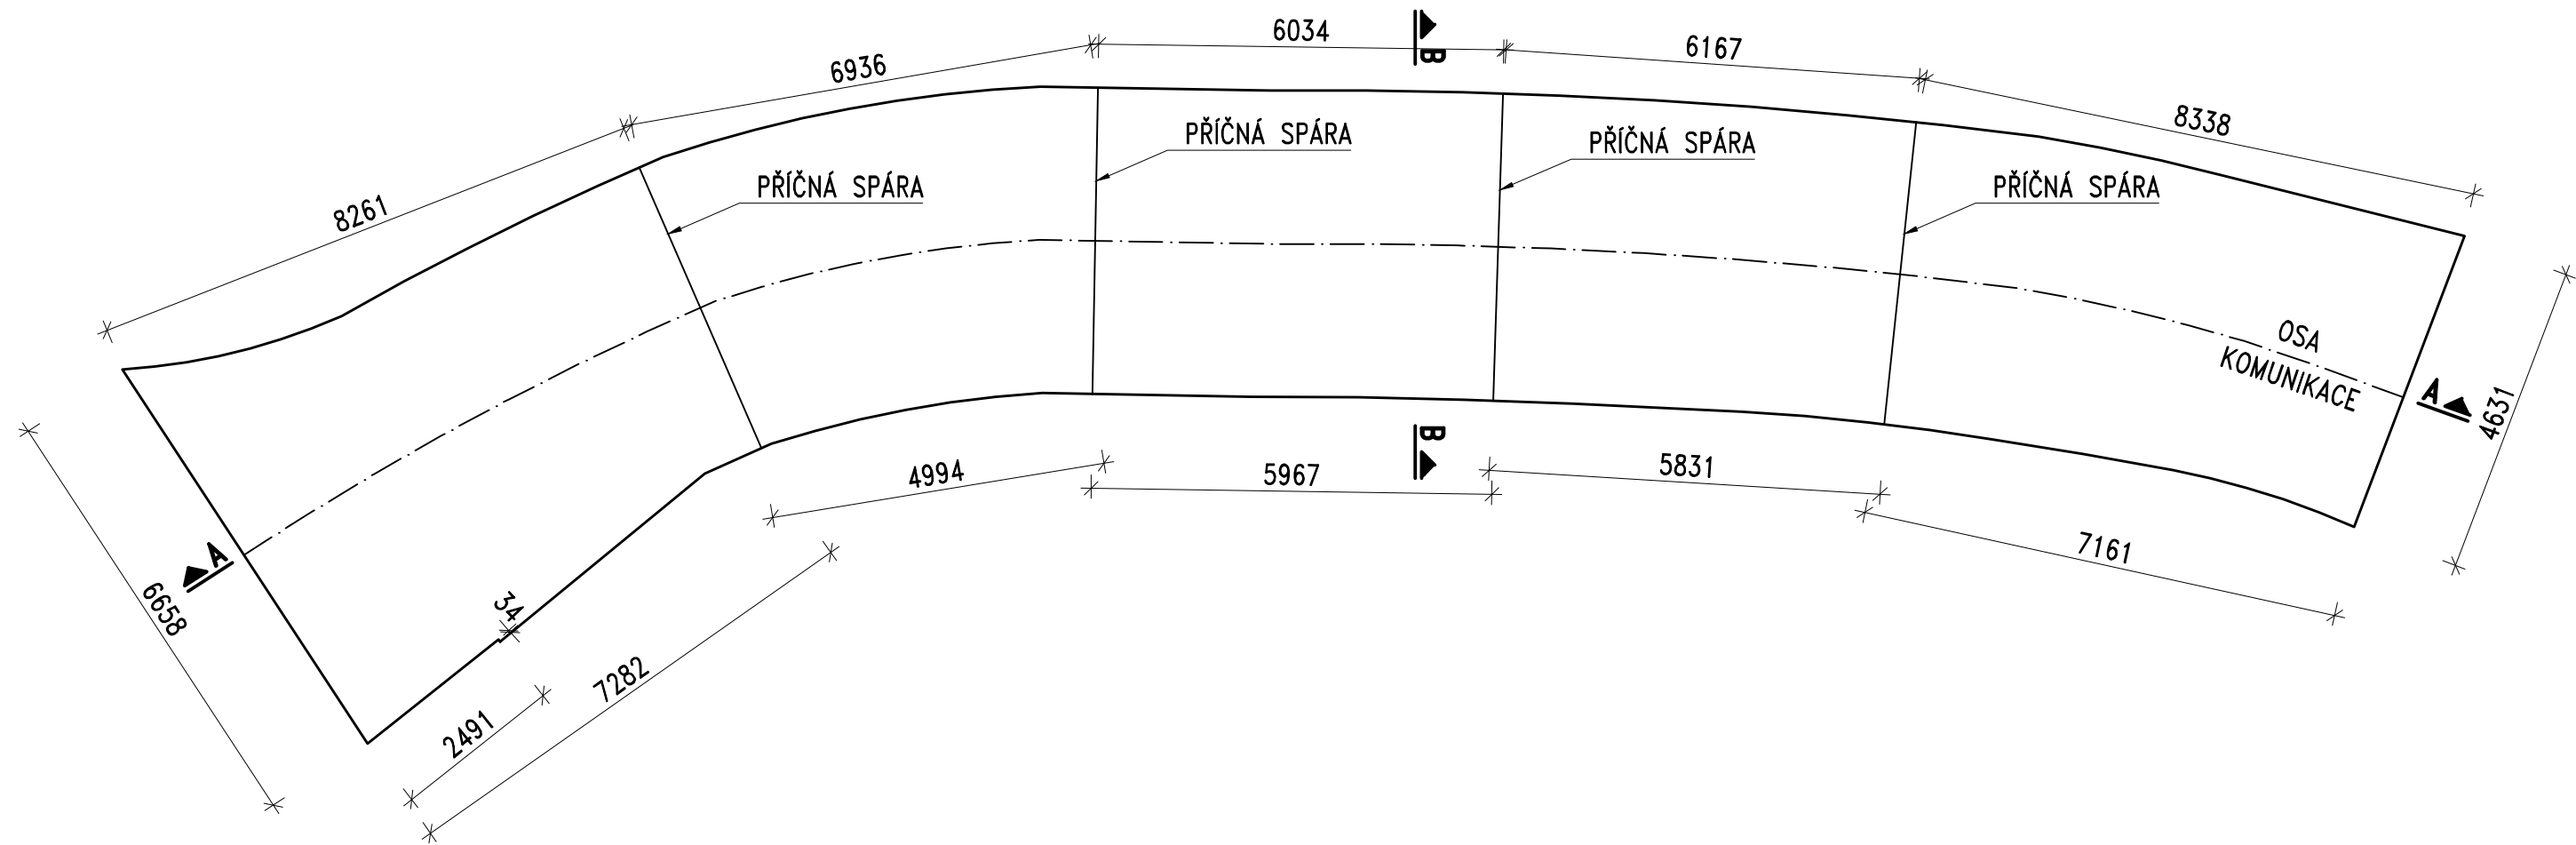 6034
B
6936
6167
8338
8261
PŘÍČNÁ SPÁRA
PŘÍČNÁ SPÁRA
PŘÍČNÁ SPÁRA
PŘÍČNÁ SPÁRA
OSA
KOMUNIKACE
A
4631
B
4994
5967
5831
7161
A
6658
34
7282
2491